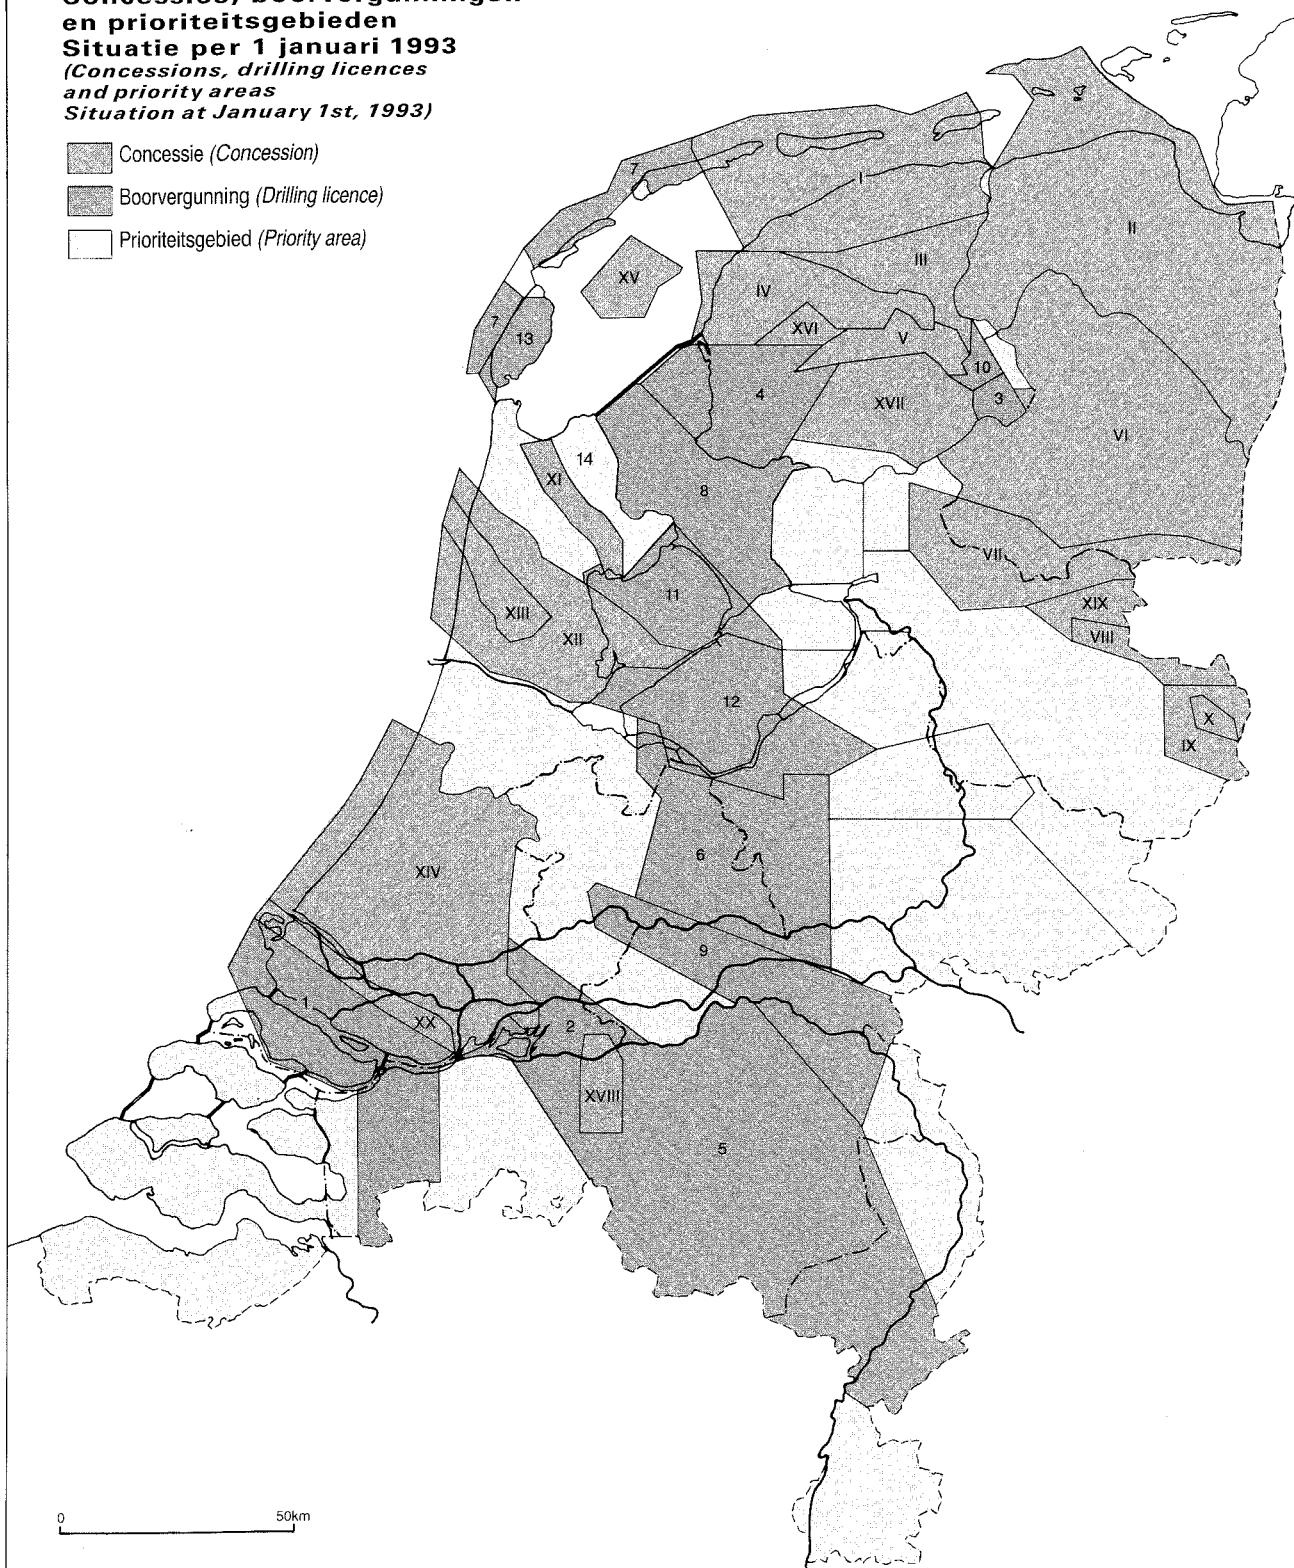 en prioriteitsgebieden
Situatie per 1 januari 1993
(Concessions, drilling licences
and priority areas
Situation at January 1st, 1993)
Concessie (Concession)
Boorvergunning (Drilling licence)
Prioriteitsgebied (Priority area)
7
I
II
XV
III
IV
7
13
XVI
V
10
4
XVII
3
VI
14
XI
8
VII
11
XIX
XIII
XII
VIII
12
X
IX
6
XIV
9
1
XX
2
XVIII
5
0 50km